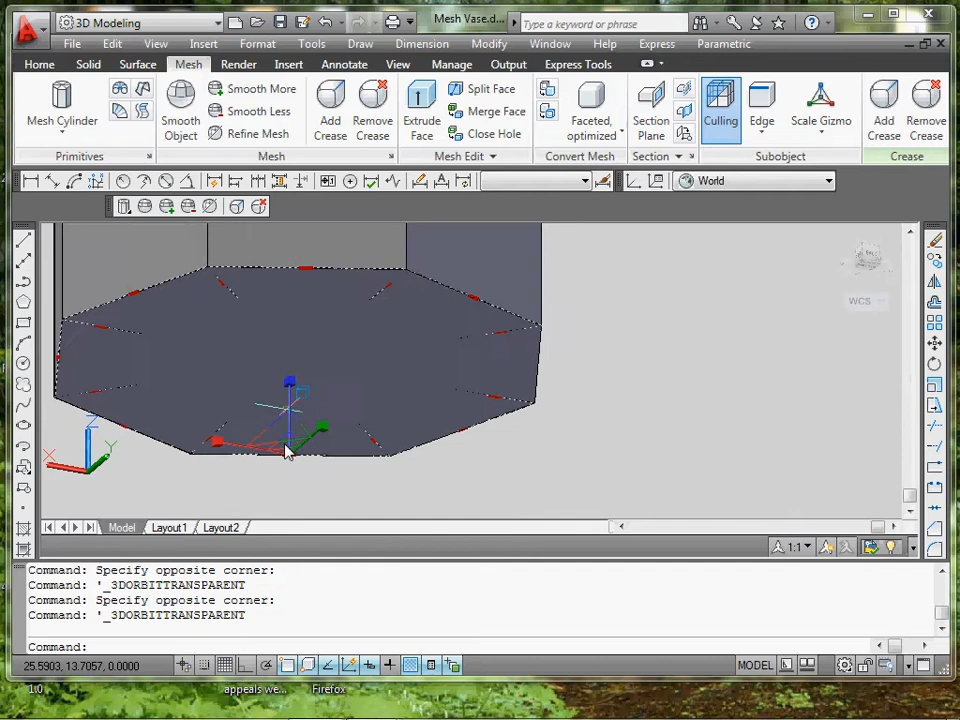 3D Modeling
Mesh Vase.d...
Type a keyword or phrase
File Edit View Insert Format Tools Draw Dimension Modify Window Help Express Parametric
Home Solid Surface Mesh Render Insert Annotate View Manage Output Express Tools
Mesh Cylinder
Smooth Object
Smooth More
Smooth Less
Refine Mesh
Add Crease
Remove Crease
Extrude Face
Split Face
Merge Face
Close Hole
Faceted, optimized
Section Plane
Culling
Edge
Scale Gizmo
Add Crease
Remove Crease
Primitives Mesh Mesh Edit Convert Mesh Section Subobject Crease
World
WCS
Z
X
Y
Model Layout1 Layout2
1:1
Command: Specify opposite corner:
Command: '_3DORBITTRANSPARENT
Command: Specify opposite corner:
Command: '_3DORBITTRANSPARENT
Command:
25.5903, 13.7057, 0.0000
MODEL
1.0 appeals we... Firefox